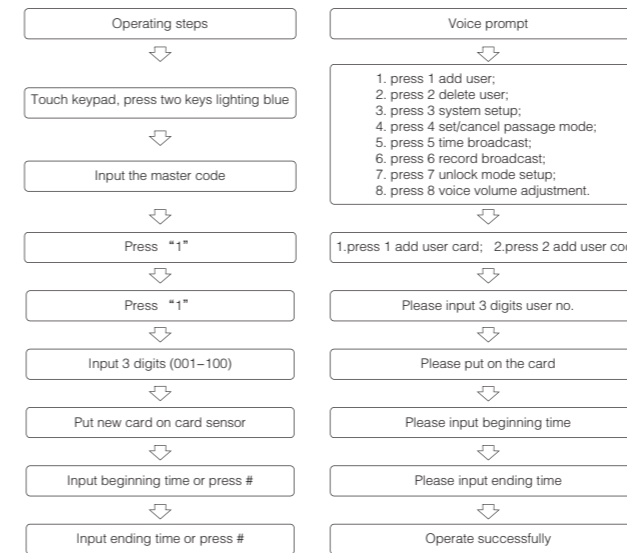 Operating steps
Touch keypad, press two keys lighting blue
Input the master code
Press “1”
Press “1”
Input 3 digits (001–100)
Put new card on card sensor
Input beginning time or press #
Input ending time or press #
Voice prompt
1. press 1 add user;
2. press 2 delete user;
3. press 3 system setup;
4. press 4 set/cancel passage mode;
5. press 5 time broadcast;
6. press 6 record broadcast;
7. press 7 unlock mode setup;
8. press 8 voice volume adjustment.
1.press 1 add user card; 2.press 2 add user
Please input 3 digits user no.
Please put on the card
Please input beginning time
Please input ending time
Operate successfully